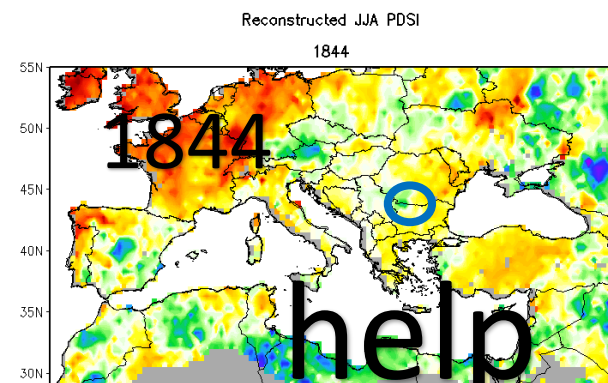 Reconstructed JJA PDSI
1844
55N
50N
1844
45N
40N
35N
help
30N